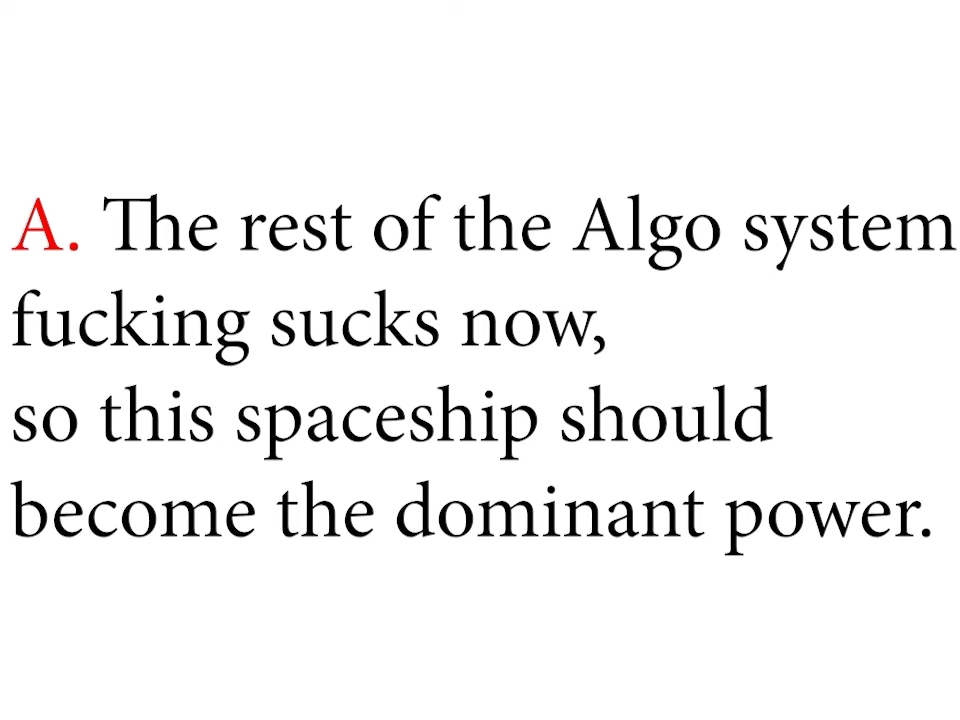 A. The rest of the Algo system
fucking sucks now,
so this spaceship should
become the dominant power.